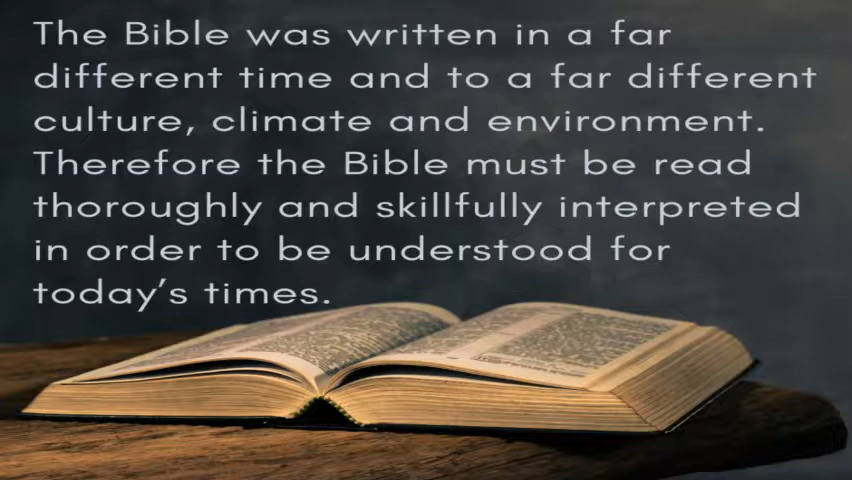 The Bible was written in a far
different time and to a far different
culture, climate and environment.
Therefore the Bible must be read
thoroughly and skillfully interpreted
in order to be understood for
today's times.